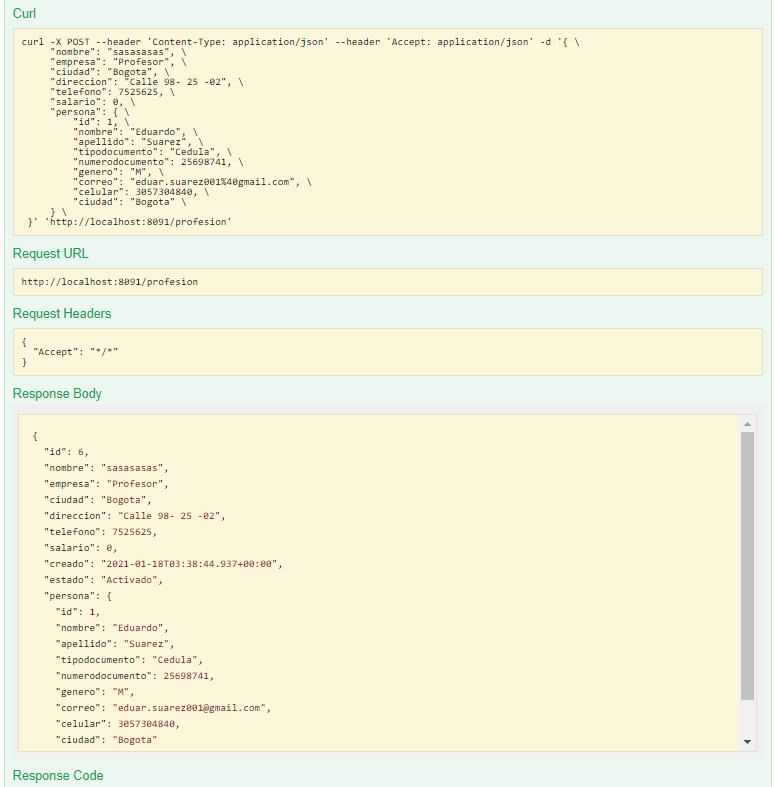 Curl
curl -X POST --header 'Content-Type: application/json' --header 'Accept: application/json' -d '{ \
"nombre": "sasasasas", \
"empresa": "Profesor", \
"ciudad": "Bogota", \
"direccion": "Calle 98- 25 -02", \
"telefono": 7525625, \
"salario": 0, \
"persona": { \
"id": 1, \
"nombre": "Eduardo", \
"apellido": "Suarez", \
"tipodocumento": "Cedula", \
"numerodocumento": 25698741, \
"genero": "M", \
"correo": "eduar.suarez001%40gmail.com", \
"celular": 3057304840, \
"ciudad": "Bogota" \
} \
}' 'http://localhost:8091/profesion'
Request URL
http://localhost:8091/profesion
Request Headers
{
"Accept": "*/*"
}
Response Body
{
"id": 6,
"nombre": "sasasasas",
"empresa": "Profesor",
"ciudad": "Bogota",
"direccion": "Calle 98- 25 -02",
"telefono": 7525625,
"salario": 0,
"creado": "2021-01-18T03:38:44.937+00:00",
"estado": "Activado",
"persona": {
"id": 1,
"nombre": "Eduardo",
"apellido": "Suarez",
"tipodocumento": "Cedula",
"numerodocumento": 25698741,
"genero": "M",
"correo": "eduar.suarez001@gmail.com",
"celular": 3057304840,
"ciudad": "Bogota"
Response Code